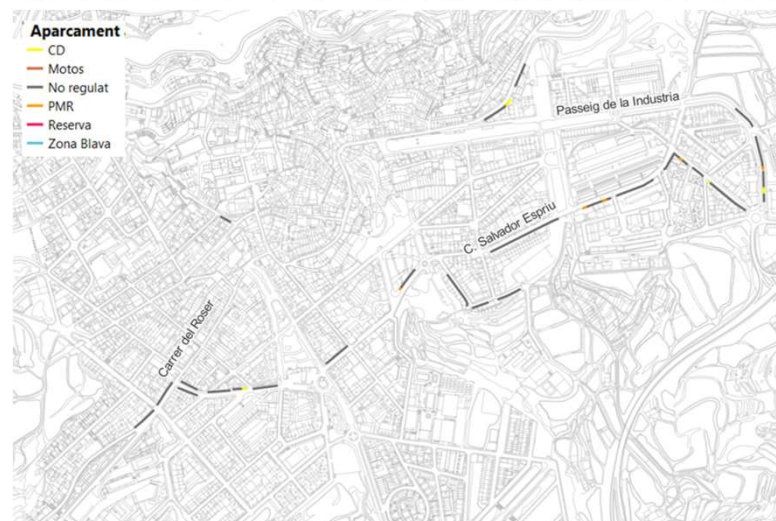 Aparcament
CD
Motos
No regulat
PMR
Reserva
Zona Blava
Passeig de la Industria
C. Salvador Espriu
Carrer del Roser